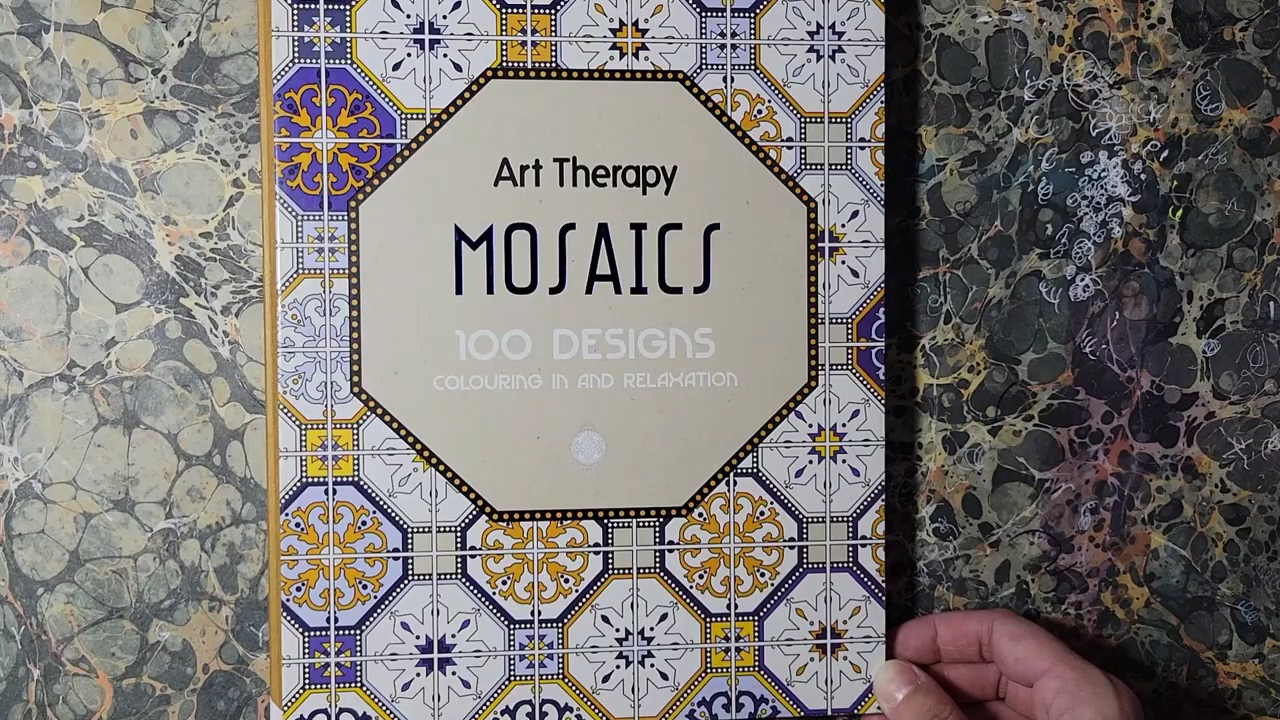 Art Therapy
MOSAICS
100 DESIGNS
COLOURING IN AND RELAXATION